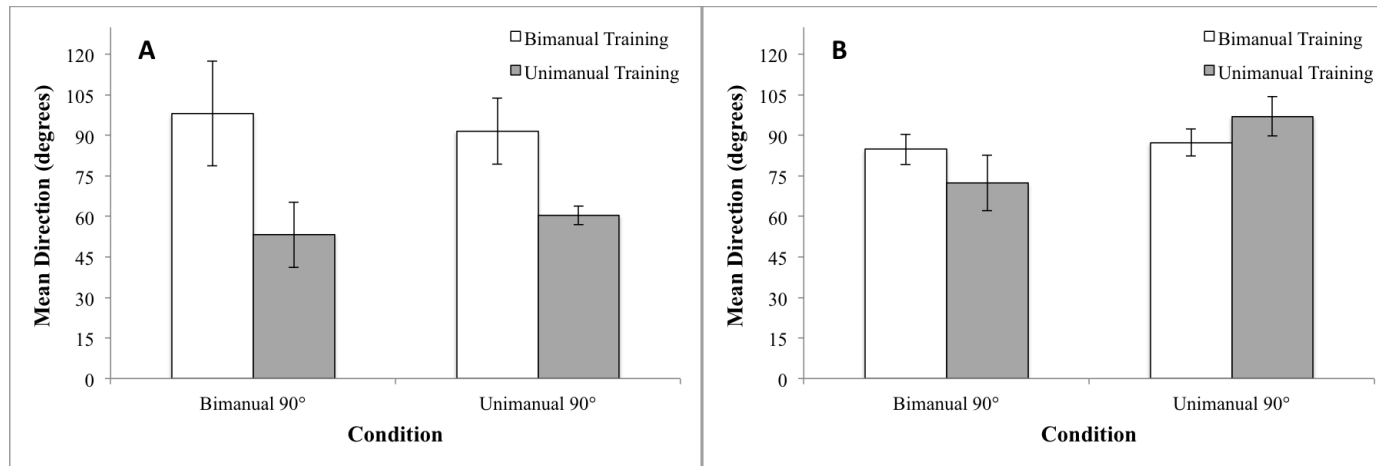 A
Bimanual Training
Unimanual Training
120
105
90
75
60
45
30
15
0
Mean Direction (degrees)
Bimanual 90°
Unimanual 90°
Condition
B
Bimanual Training
Unimanual Training
120
105
90
75
60
45
30
15
0
Mean Direction (degrees)
Bimanual 90°
Unimanual 90°
Condition